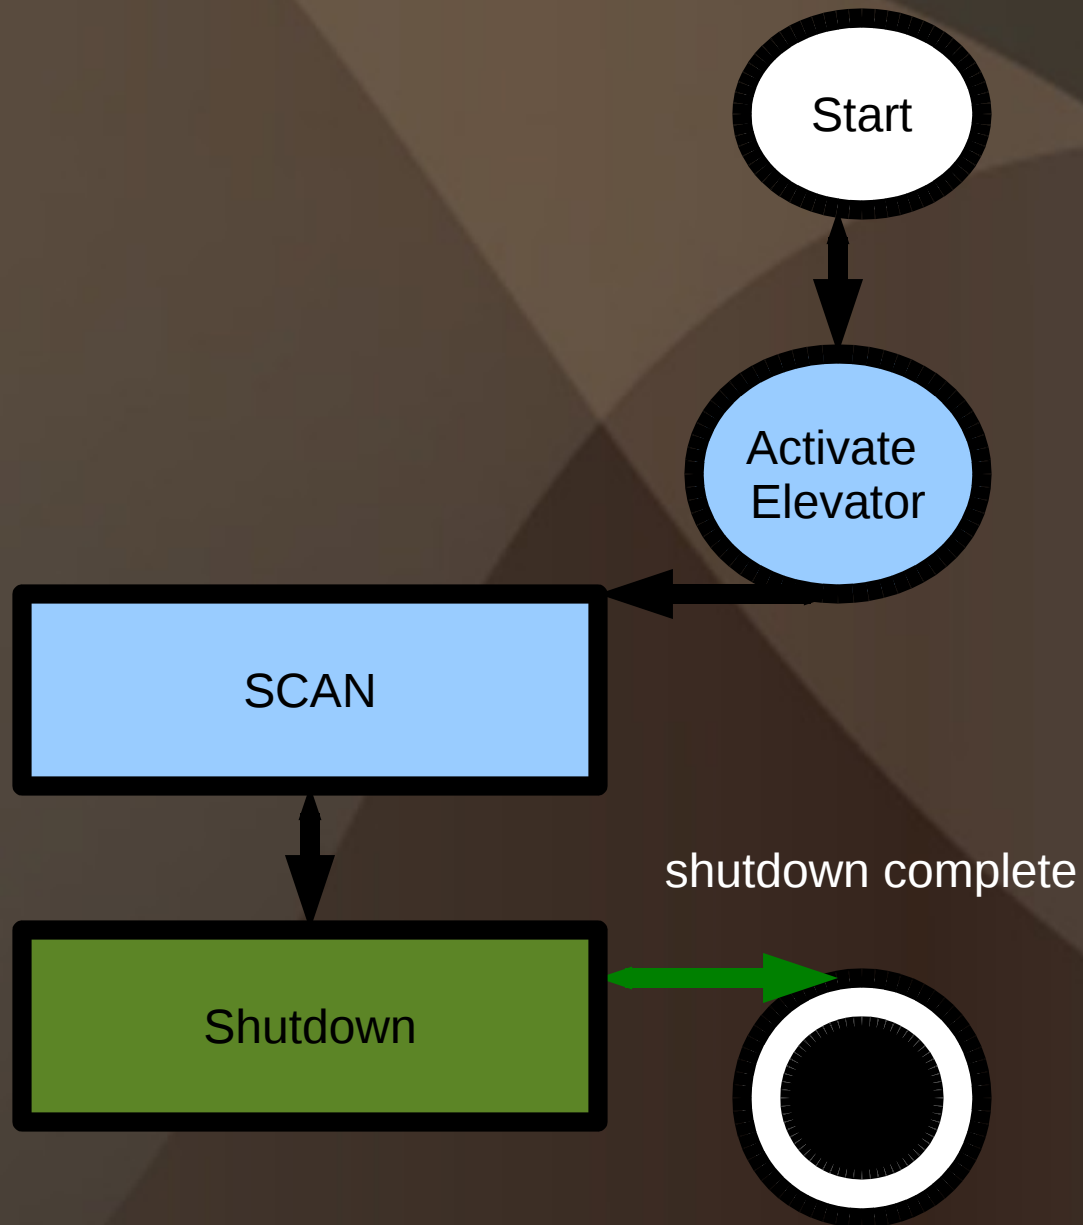 Start
Activate
Elevator
SCAN
shutdown complete
Shutdown